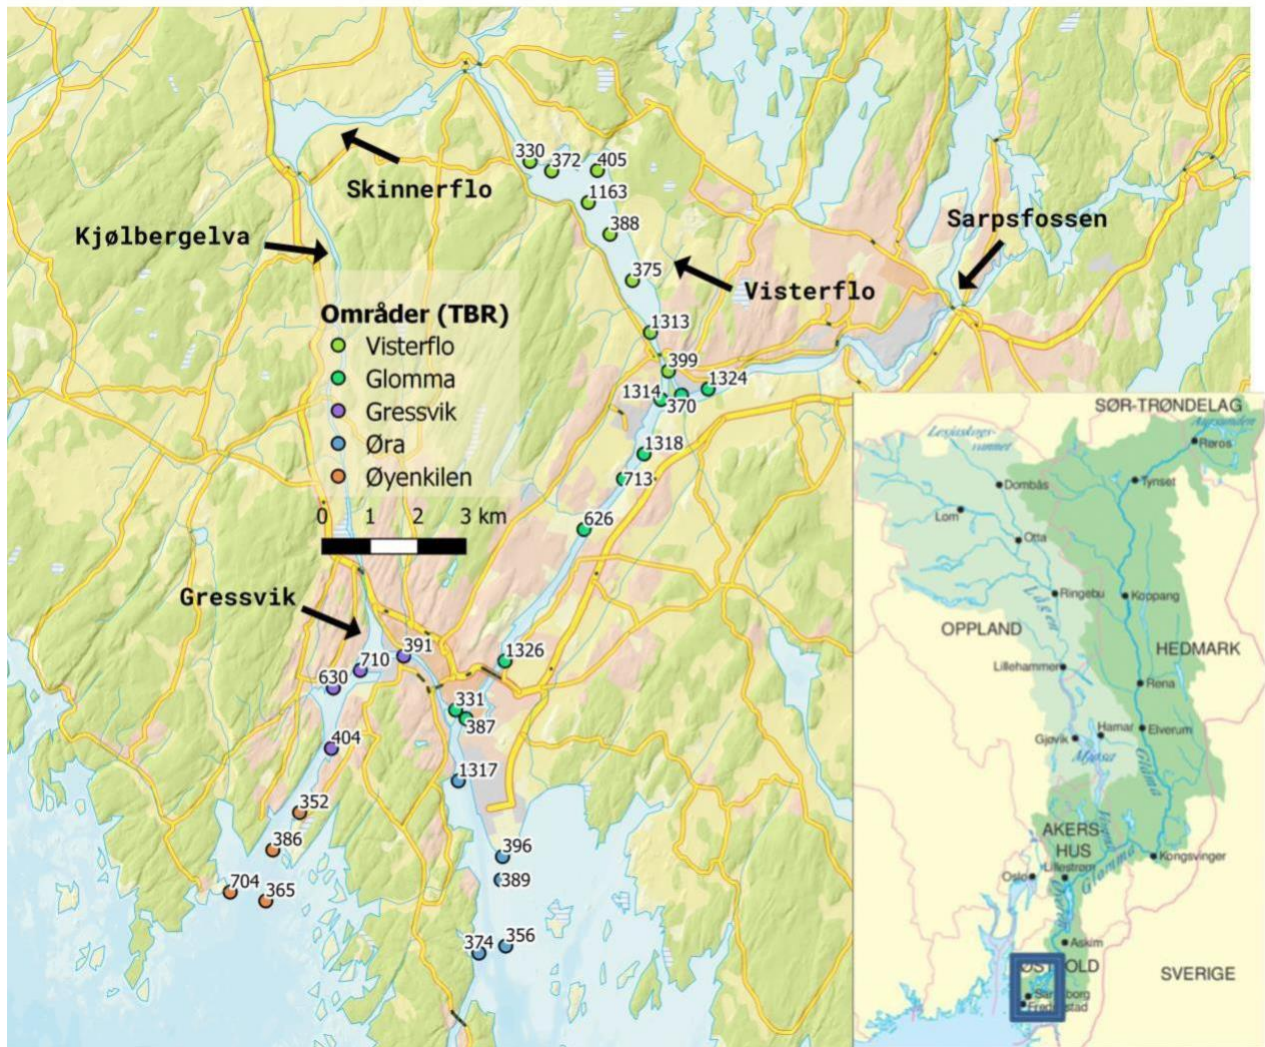 330
372
405
1163
388
375
1313
399
1324
1314
370
1318
713
626
1326
331
387
391
710
630
404
352
386
704
365
1317
396
389
374
356
Skinnerflo
Kjølbergelva
Sarpsfossen
Visterflo
Gressvik
Områder (TBR)
Visterflo
Glomma
Gressvik
Øra
Øyenkilen
0 1 2 3 km
SØR-TRØNDELAG
Røros
Dombås
Tynset
Lom
Otta
Ringebu
Koppang
Lågen
OPPLAND
HEDMARK
Lillehammer
Rena
Hamar
Elverum
Gjøvik
Mjøsa
Glåma
AKERS
HUS
Lillestrøm
Kongsvinger
Oslo
Glomma
Askim
SVERIGE